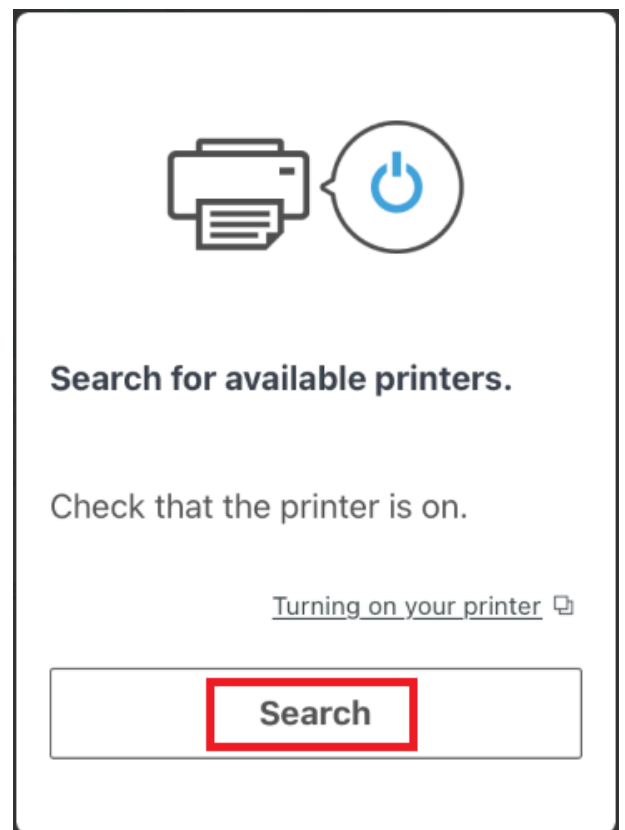 Search for available printers.
Check that the printer is on.
Turning on your printer
Search